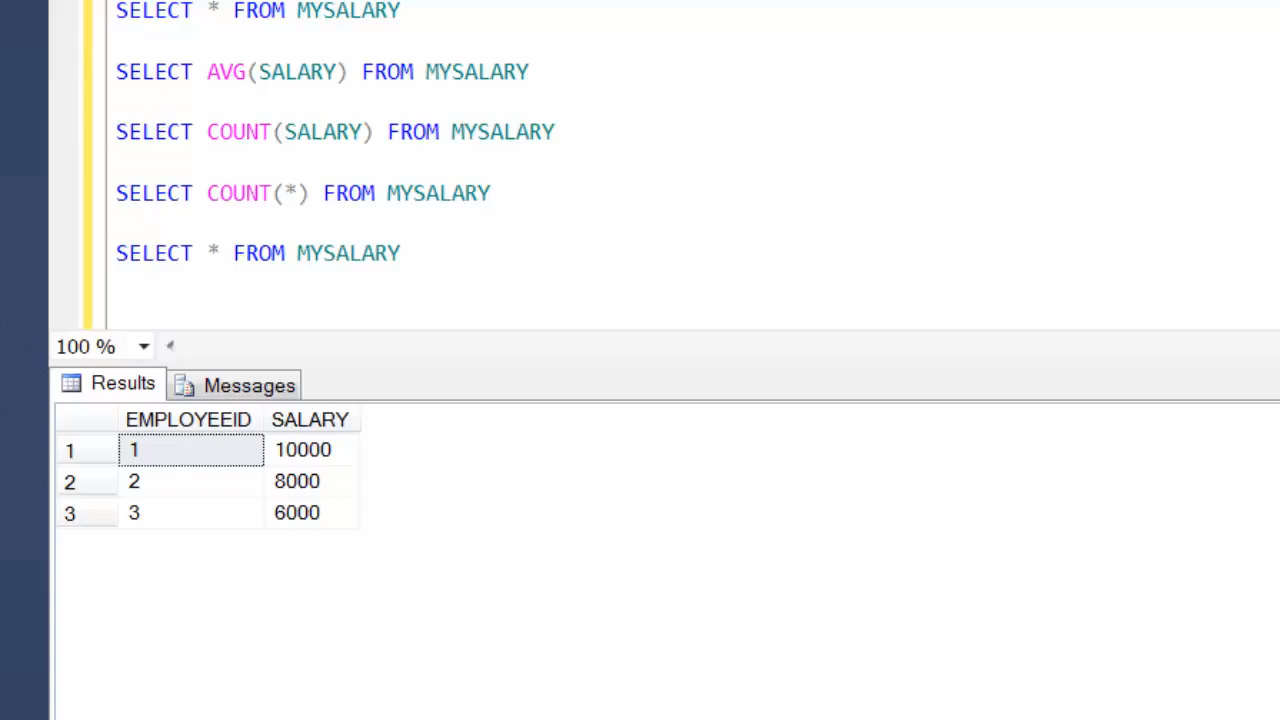 SELECT * FROM MYSALARY
SELECT AVG(SALARY) FROM MYSALARY
SELECT COUNT(SALARY) FROM MYSALARY
SELECT COUNT(*) FROM MYSALARY
SELECT * FROM MYSALARY
100 %
Results Messages
EMPLOYEEID SALARY
1 1 10000
2 2 8000
3 3 6000